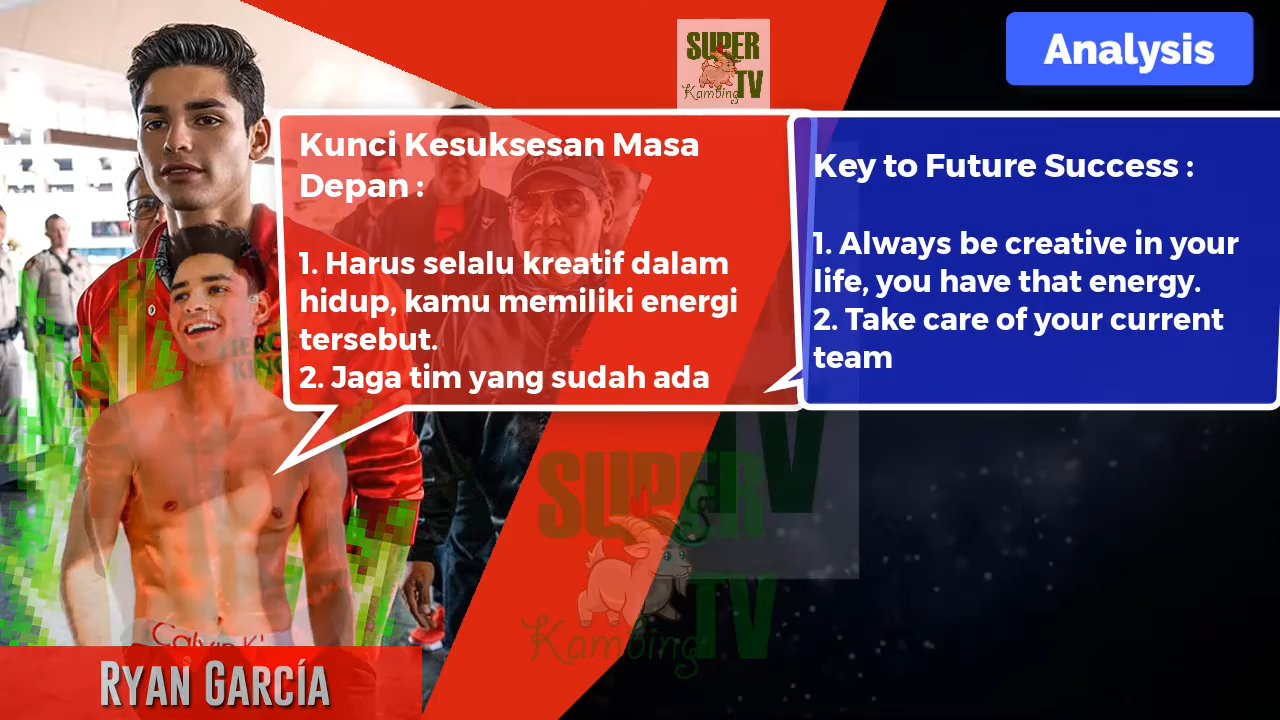 SUPER
TV
Kambing
Analysis
Kunci Kesuksesan Masa
Depan :
1. Harus selalu kreatif dalam
hidup, kamu memiliki energi
tersebut.
2. Jaga tim yang sudah ada
Key to Future Success :
1. Always be creative in your
life, you have that energy.
2. Take care of your current
team
SUPER
TV
Kambing
TV
RYAN GARCÍA